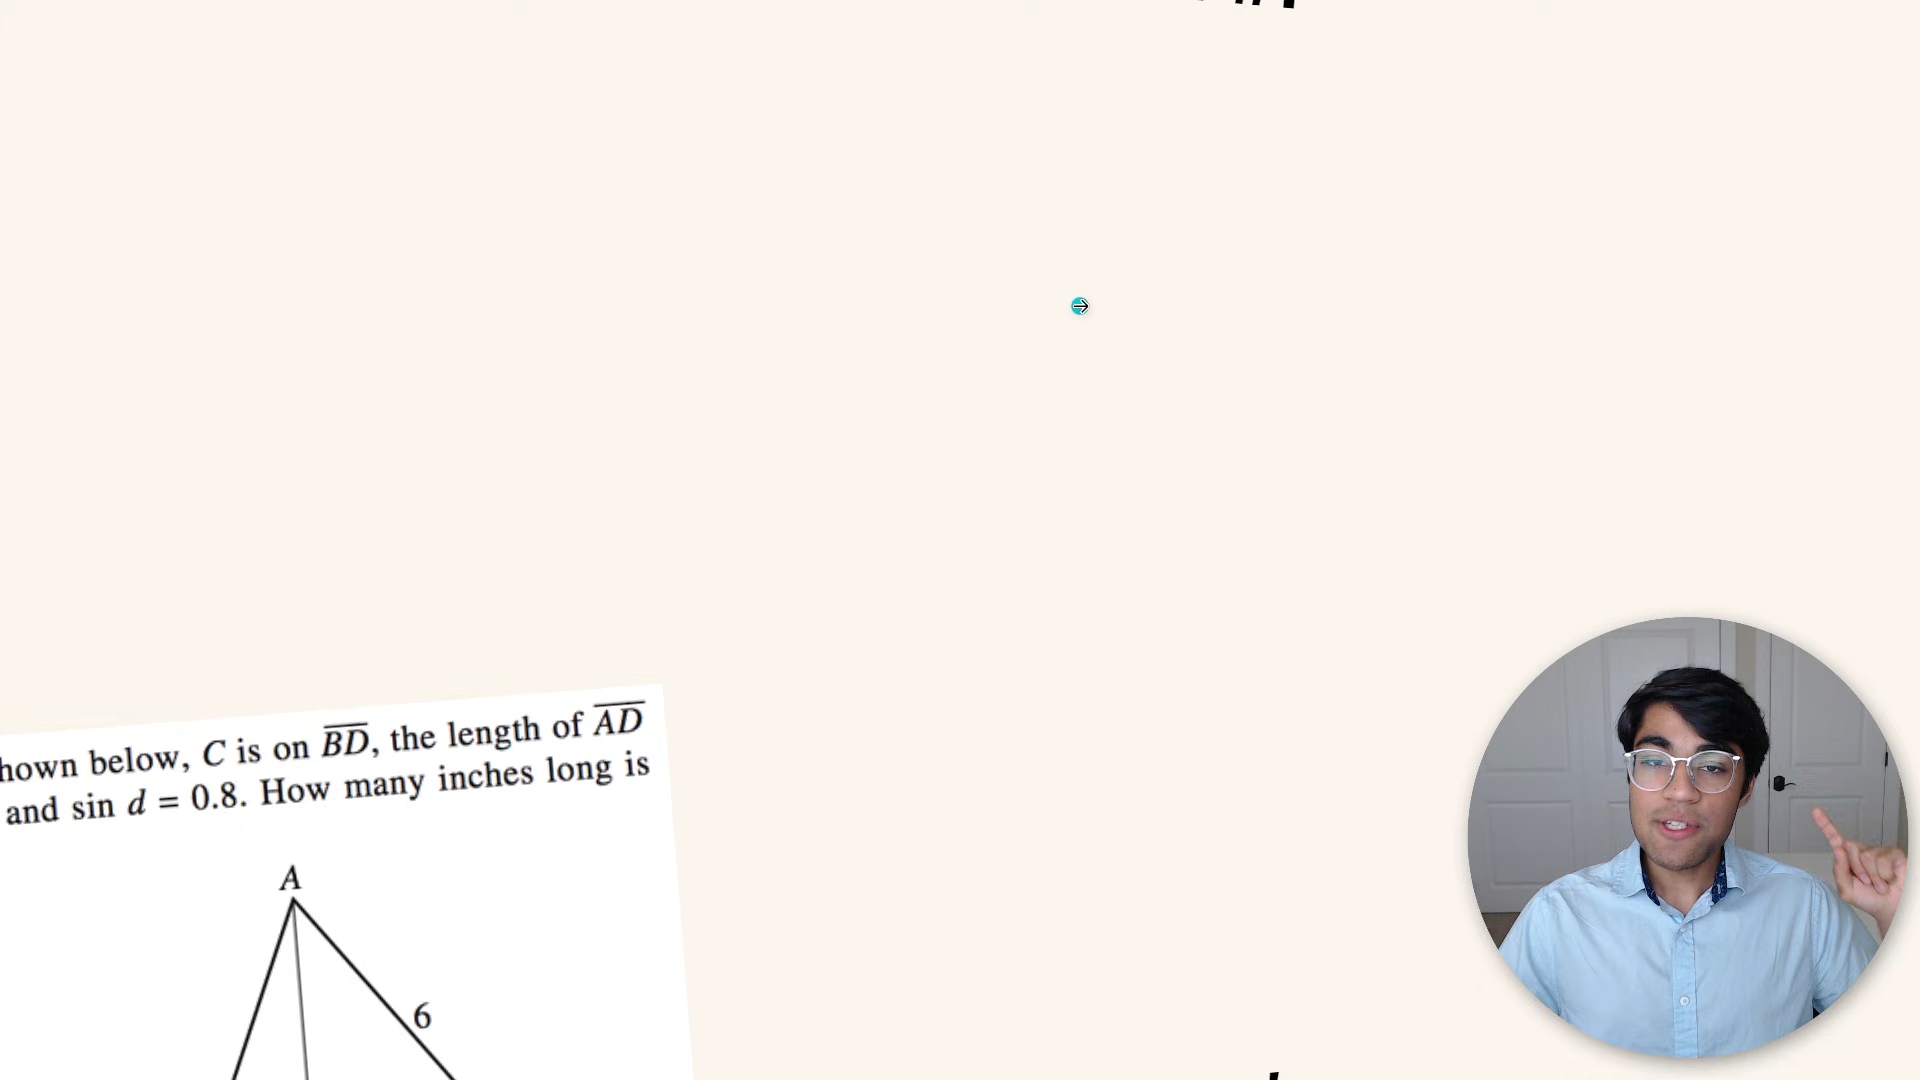 hown below, C is on BD, the length of AD
and sin d = 0.8. How many inches long is
A
6